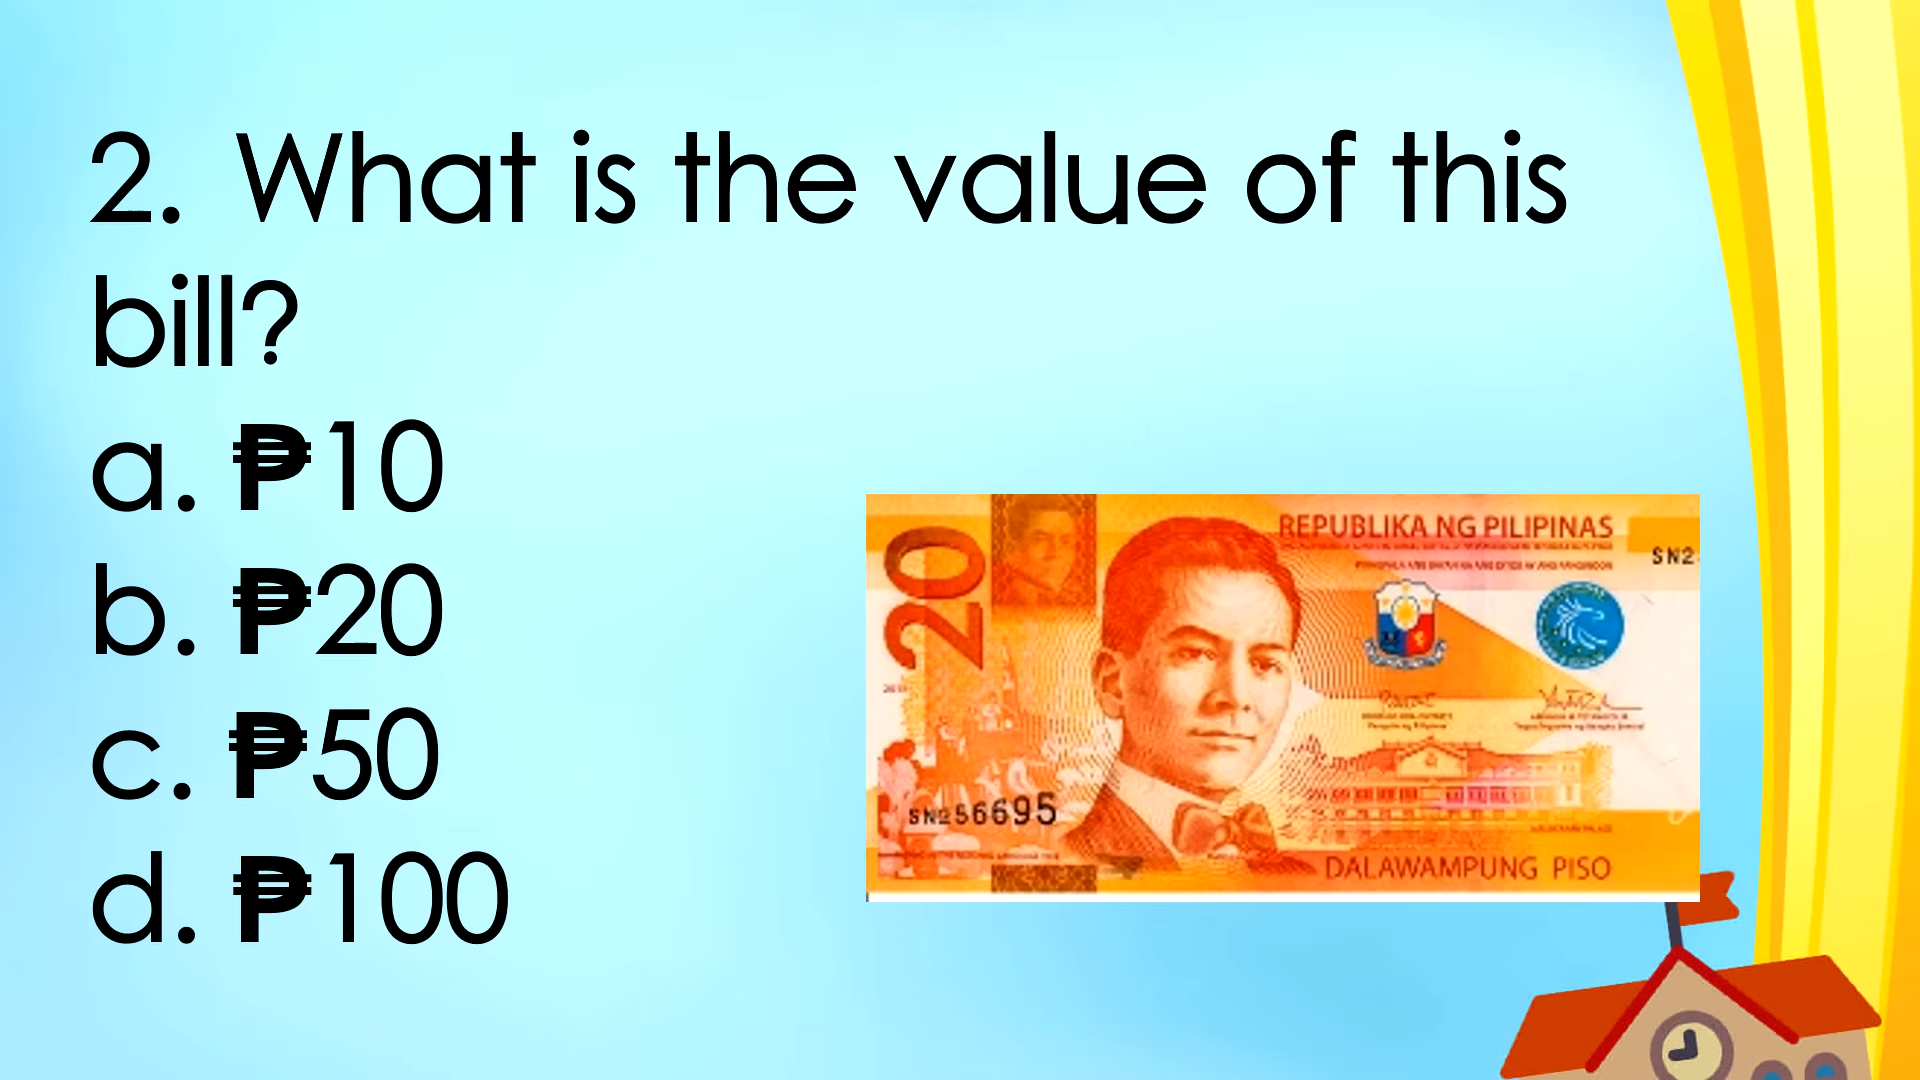 2. What is the value of this
bill?
a. ₱10
b. ₱20
c. ₱50
d. ₱100
20
REPUBLIKA NG PILIPINAS
SN2
SN256695
DALAWAMPUNG PISO